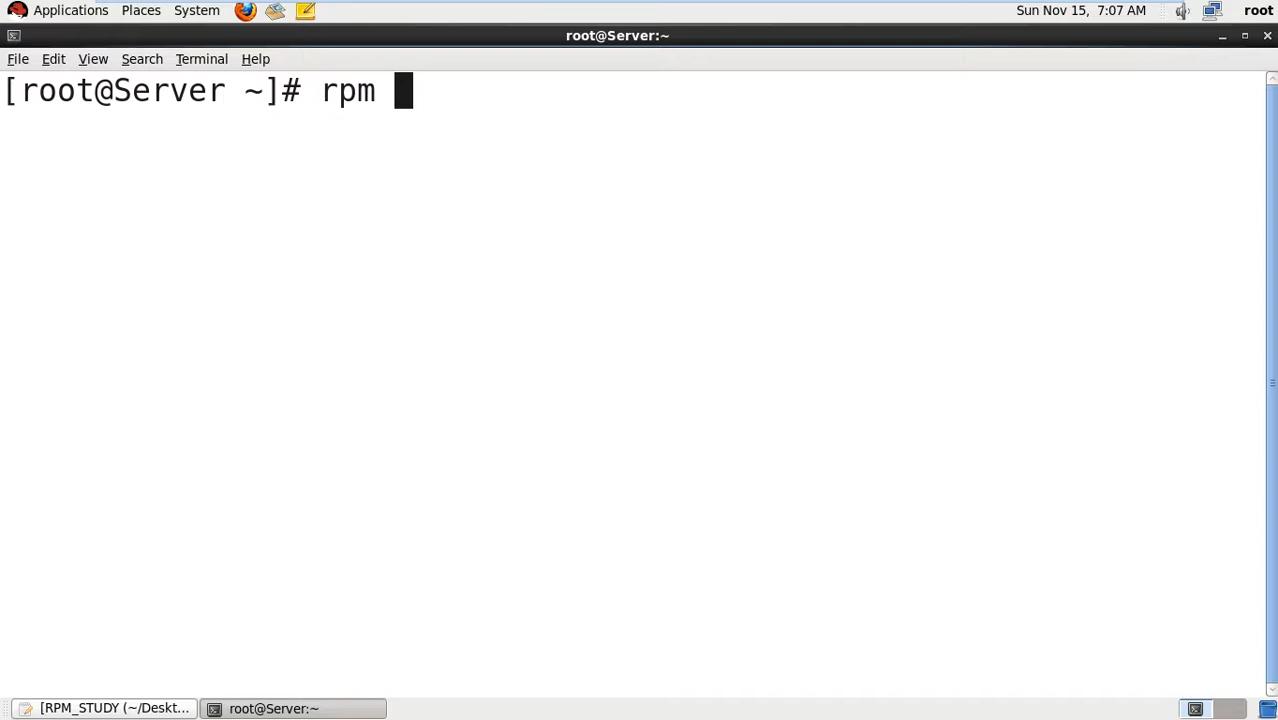 Applications Places System Sun Nov 15, 7:07 AM root
root@Server:~
File Edit View Search Terminal Help
[root@Server ~]# rpm
[RPM_STUDY (~/Deskt... root@Server:~